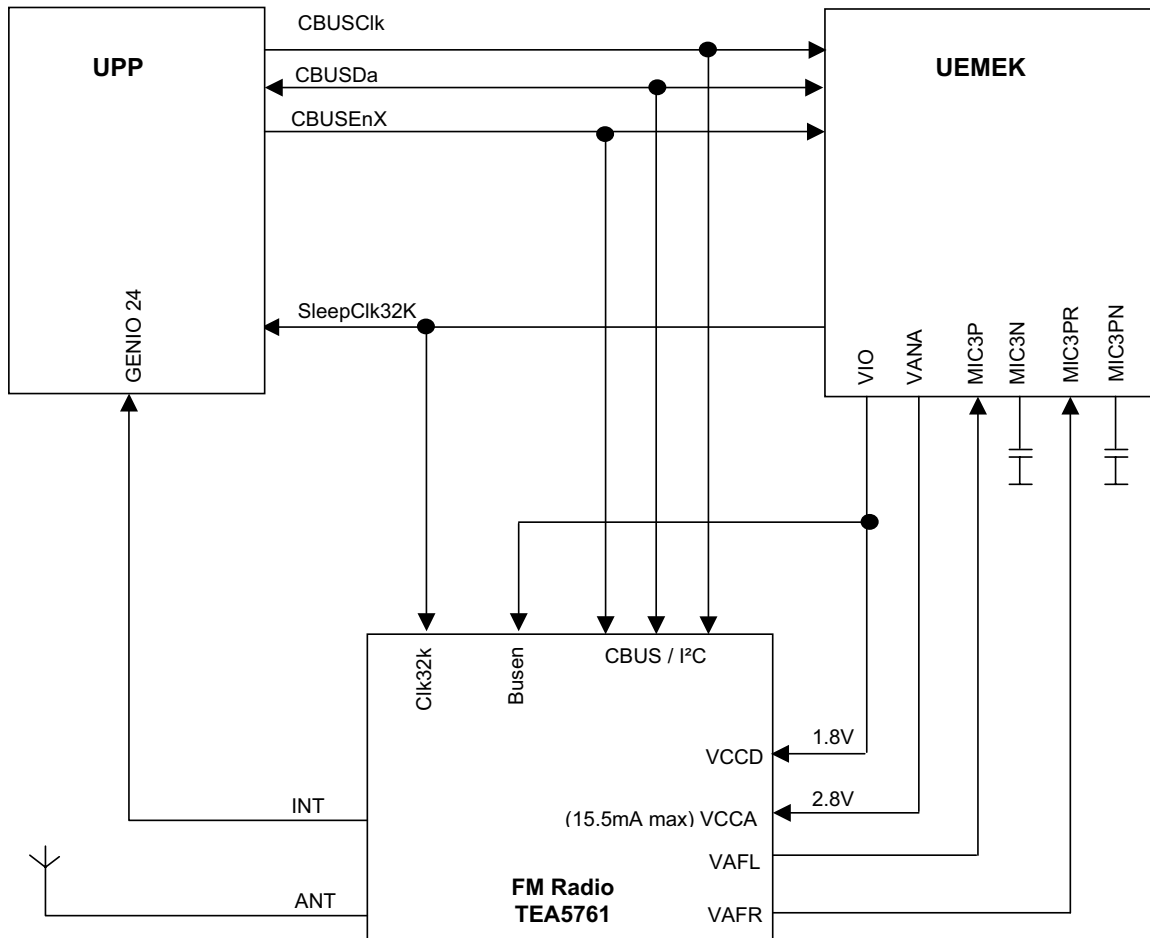 CBUSClk
UPP
UEMEK
CBUSDa
CBUSEnX
GENIO 24
SleepClk32K
VIO
VANA
MIC3P
MIC3N
MIC3PR
MIC3PN
Clk32k
Busen
CBUS / I²C
1.8V
VCCD
INT
2.8V
(15.5mA max) VCCA
VAFL
FM Radio
TEA5761
ANT
VAFR